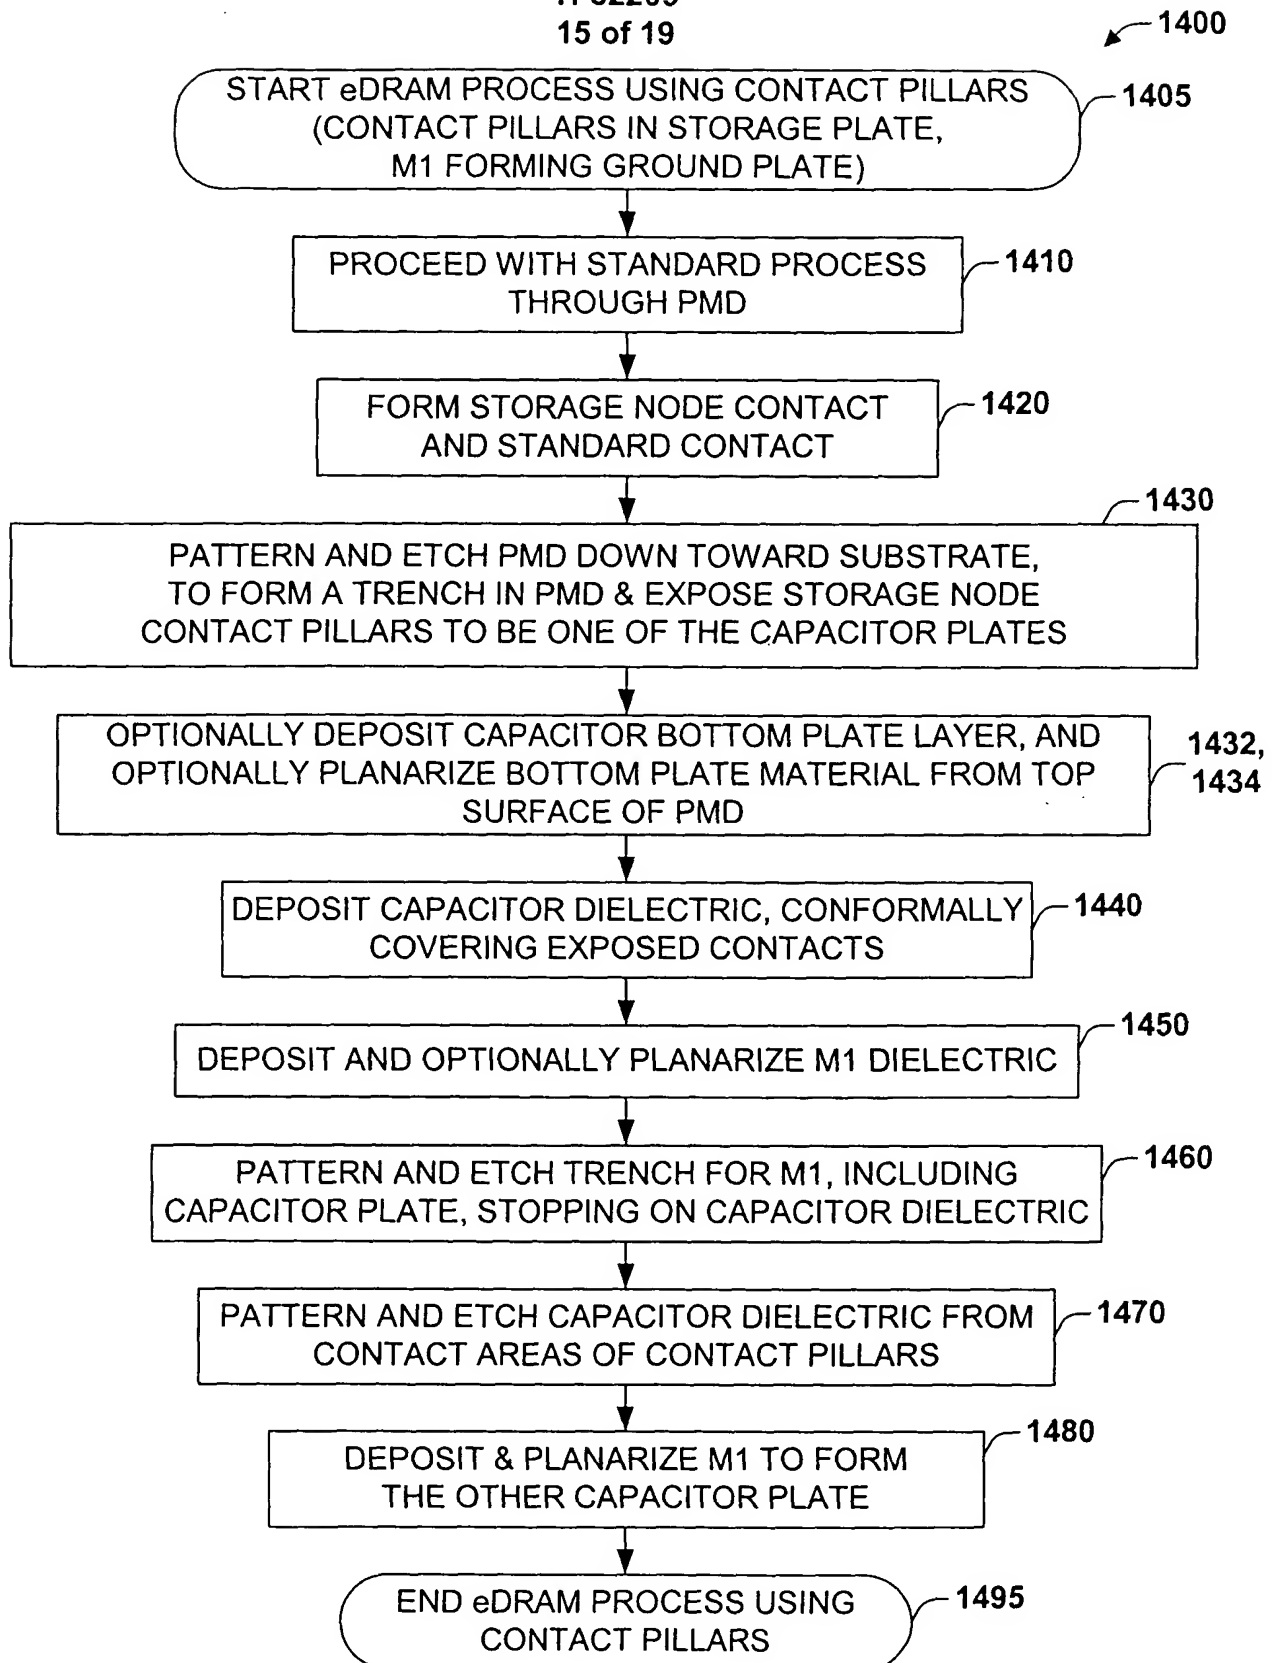 15 of 19
1400
START eDRAM PROCESS USING CONTACT PILLARS
(CONTACT PILLARS IN STORAGE PLATE,
M1 FORMING GROUND PLATE)
1405
PROCEED WITH STANDARD PROCESS
THROUGH PMD
1410
FORM STORAGE NODE CONTACT
AND STANDARD CONTACT
1420
1430
PATTERN AND ETCH PMD DOWN TOWARD SUBSTRATE,
TO FORM A TRENCH IN PMD & EXPOSE STORAGE NODE
CONTACT PILLARS TO BE ONE OF THE CAPACITOR PLATES
OPTIONALLY DEPOSIT CAPACITOR BOTTOM PLATE LAYER, AND
OPTIONALLY PLANARIZE BOTTOM PLATE MATERIAL FROM TOP
SURFACE OF PMD
1432,
1434
DEPOSIT CAPACITOR DIELECTRIC, CONFORMALLY
COVERING EXPOSED CONTACTS
1440
1450
DEPOSIT AND OPTIONALLY PLANARIZE M1 DIELECTRIC
PATTERN AND ETCH TRENCH FOR M1, INCLUDING
CAPACITOR PLATE, STOPPING ON CAPACITOR DIELECTRIC
1460
PATTERN AND ETCH CAPACITOR DIELECTRIC FROM
CONTACT AREAS OF CONTACT PILLARS
1470
DEPOSIT & PLANARIZE M1 TO FORM
THE OTHER CAPACITOR PLATE
1480
END eDRAM PROCESS USING
CONTACT PILLARS
1495